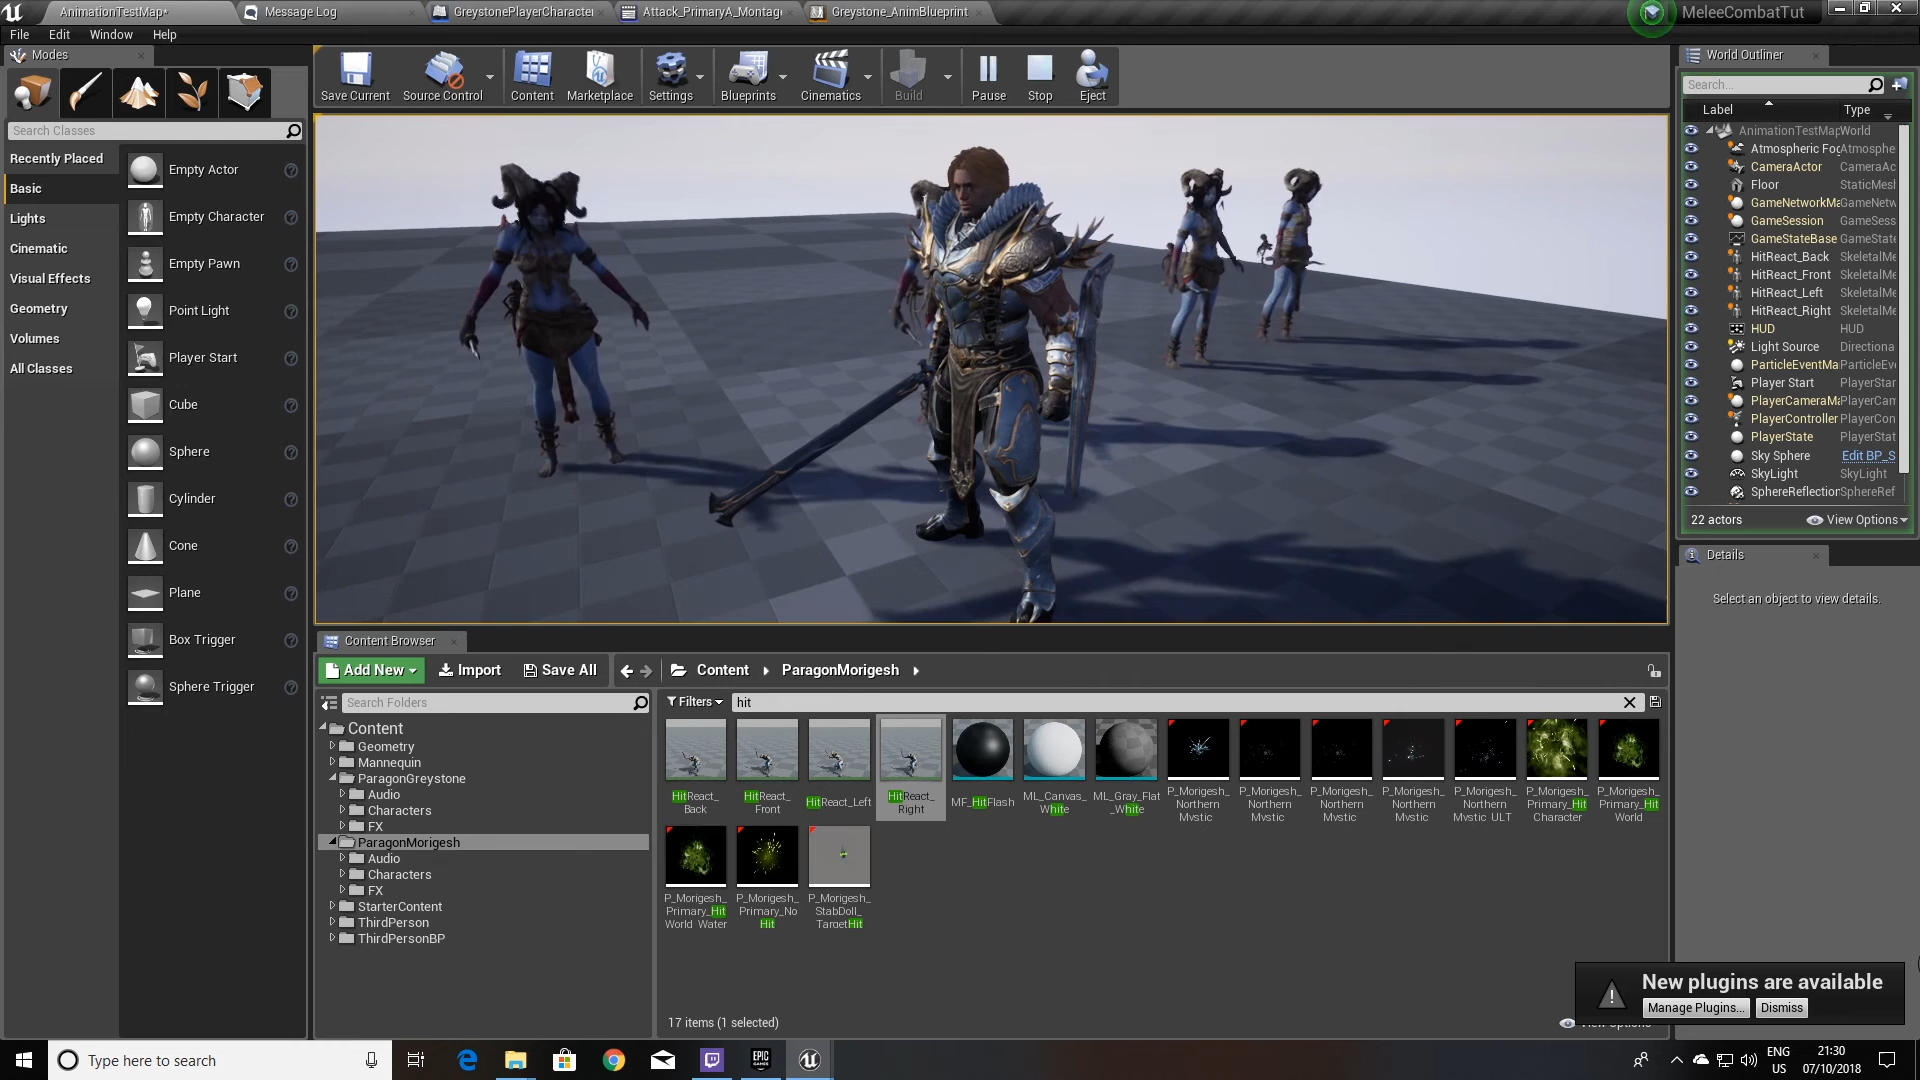 AnimationTestMap*
Message Log
GreystonePlayerCharacter
Attack_PrimaryA_Montage
Greystone_AnimBlueprint
MeleeCombatTut
File
Edit
Window
Help
Modes
Save Current
Source Control
Content
Marketplace
Settings
Blueprints
Cinematics
Build
Pause
Stop
Eject
Search Classes
Recently Placed
Basic
Lights
Cinematic
Visual Effects
Geometry
Volumes
All Classes
Empty Actor
Empty Character
Empty Pawn
Point Light
Player Start
Cube
Sphere
Cylinder
Cone
Plane
Box Trigger
Sphere Trigger
World Outliner
Search...
Label
Type
AnimationTestMap World
Atmospheric Fog Atmosphe
CameraActor CameraAc
Floor StaticMesh
GameNetworkMa GameNetw
GameSession GameSess
GameStateBase GameState
HitReact_Back SkeletalMe
HitReact_Front SkeletalMe
HitReact_Left SkeletalMe
HitReact_Right SkeletalMe
HUD HUD
Light Source Directiona
ParticleEventMa ParticleEve
Player Start PlayerStar
PlayerCameraMa PlayerCam
PlayerController PlayerCon
PlayerState PlayerStat
Sky Sphere Edit BP_S
SkyLight SkyLight
SphereReflection SphereRef
22 actors
View Options
Details
Select an object to view details.
Content Browser
Add New
Import
Save All
Content
ParagonMorigesh
Search Folders
Filters
hit
Content
Geometry
Mannequin
ParagonGreystone
Audio
Characters
FX
ParagonMorigesh
Audio
Characters
FX
StarterContent
ThirdPerson
ThirdPersonBP
HitReact_
Back
HitReact_
Front
HitReact_Left
HitReact_
Right
MF_HitFlash
ML_Canvas_
White
ML_Gray_Flat
_White
P_Morigesh_
Northern
Mystic
P_Morigesh_
Northern
Mystic
P_Morigesh_
Northern
Mystic
P_Morigesh_
Northern
Mystic
P_Morigesh_
Northern
Mystic_ULT
P_Morigesh_
Primary_Hit
Character
P_Morigesh_
Primary_Hit
World
P_Morigesh_
Primary_Hit
World_Water
P_Morigesh_
Primary_No
Hit
P_Morigesh_
StabDoll_
TargetHit
17 items (1 selected)
View Options
New plugins are available
Manage Plugins...
Dismiss
Type here to search
EPIC
GAMES
ENG
US
21:30
07/10/2018